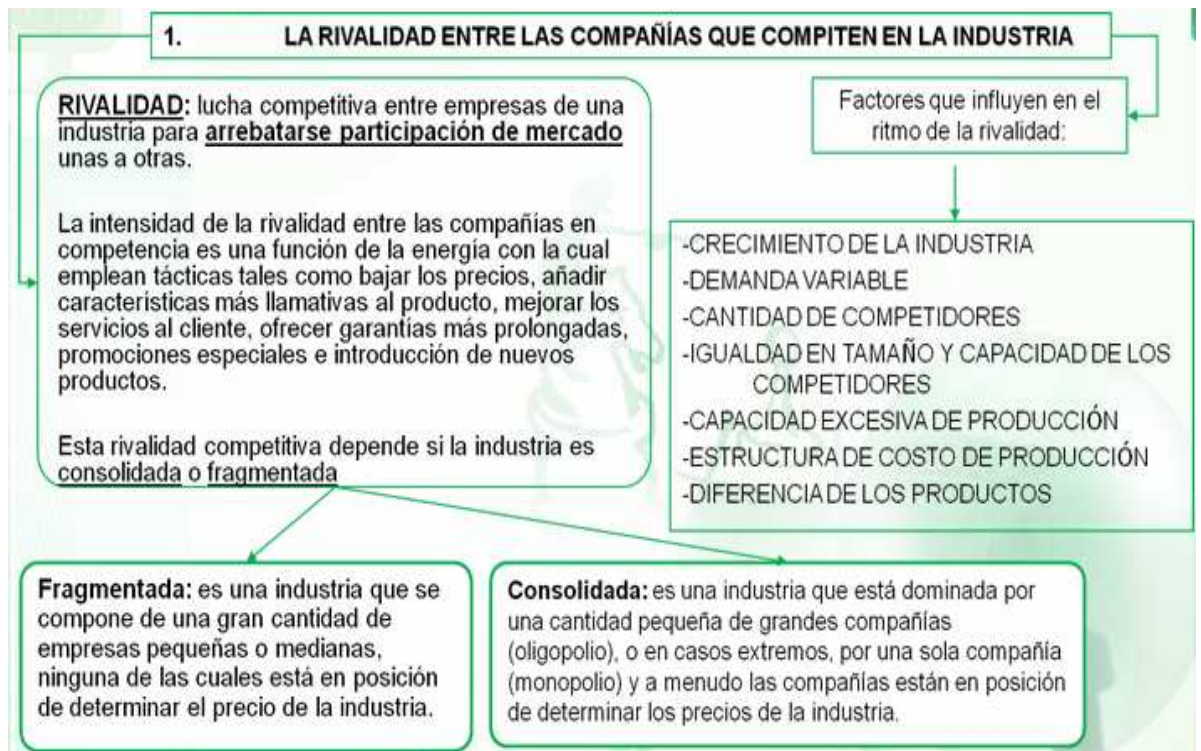 1. LA RIVALIDAD ENTRE LAS COMPAÑÍAS QUE COMPITEN EN LA INDUSTRIA
RIVALIDAD: lucha competitiva entre empresas de una
industria para arrebatarse participación de mercado
unas a otras.
La intensidad de la rivalidad entre las compañías en
competencia es una función de la energía con la cual
emplean tácticas tales como bajar los precios, añadir
características más llamativas al producto, mejorar los
servicios al cliente, ofrecer garantías más prolongadas,
promociones especiales e introducción de nuevos
productos.
Esta rivalidad competitiva depende si la industria es
consolidada o fragmentada
Factores que influyen en el
ritmo de la rivalidad:
-CRECIMIENTO DE LA INDUSTRIA
-DEMANDA VARIABLE
-CANTIDAD DE COMPETIDORES
-IGUALDAD EN TAMAÑO Y CAPACIDAD DE LOS
COMPETIDORES
-CAPACIDAD EXCESIVA DE PRODUCCIÓN
-ESTRUCTURA DE COSTO DE PRODUCCIÓN
-DIFERENCIA DE LOS PRODUCTOS
Fragmentada: es una industria que se
compone de una gran cantidad de
empresas pequeñas o medianas,
ninguna de las cuales está en posición
de determinar el precio de la industria.
Consolidada: es una industria que está dominada por
una cantidad pequeña de grandes compañías
(oligopolio), o en casos extremos, por una sola compañía
(monopolio) y a menudo las compañías están en posición
de determinar los precios de la industria.